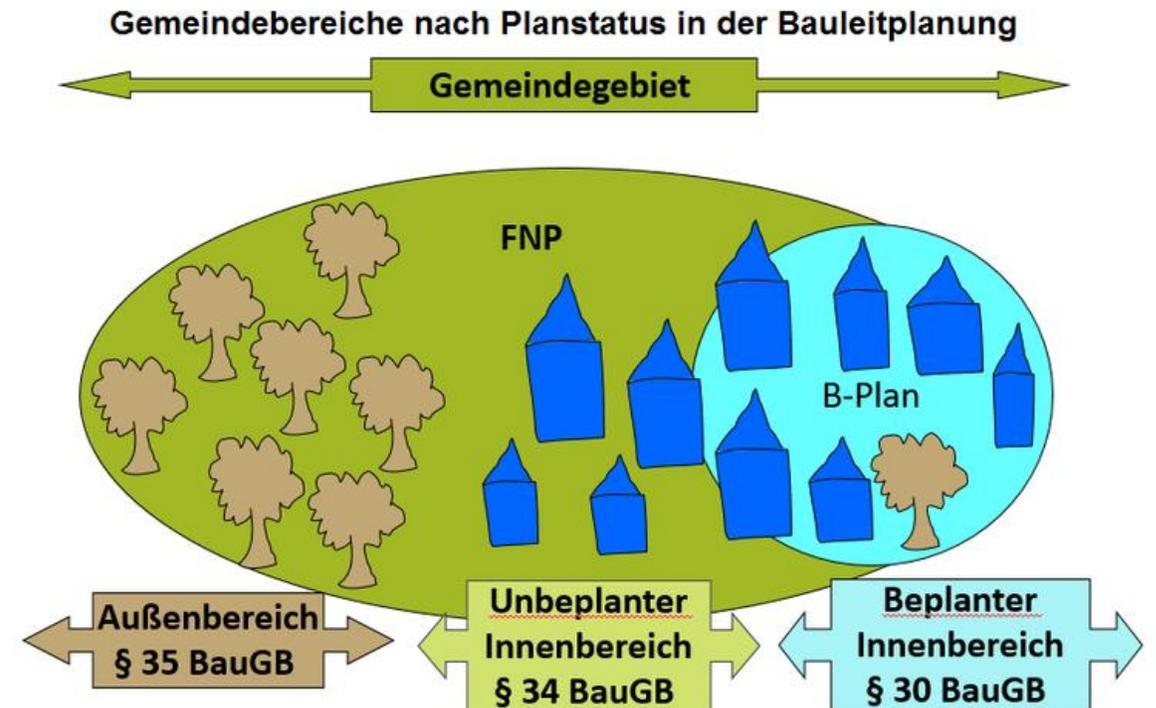 Gemeindebereiche nach Planstatus in der Bauleitplanung
Gemeindegebiet
FNP
B-Plan
Außenbereich
§ 35 BauGB
Unbeplanter
Innenbereich
§ 34 BauGB
Beplanter
Innenbereich
§ 30 BauGB